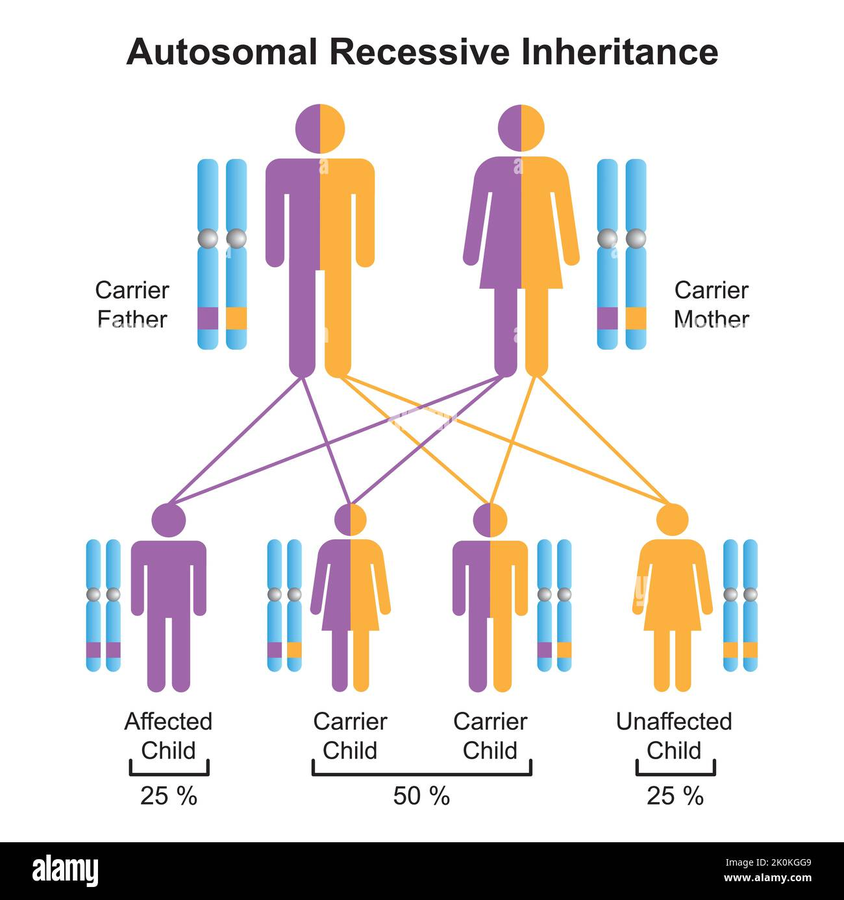 Autosomal Recessive Inheritance
a a
Carrier
Father
Carrier
Mother
a a
a a
alamy
a
Affected
Child
Carrier
Child
Carrier
Child
Unaffected
Child
25 %
50 %
25 %
alamy
Image ID: 2K0KGG9
www.alamy.com